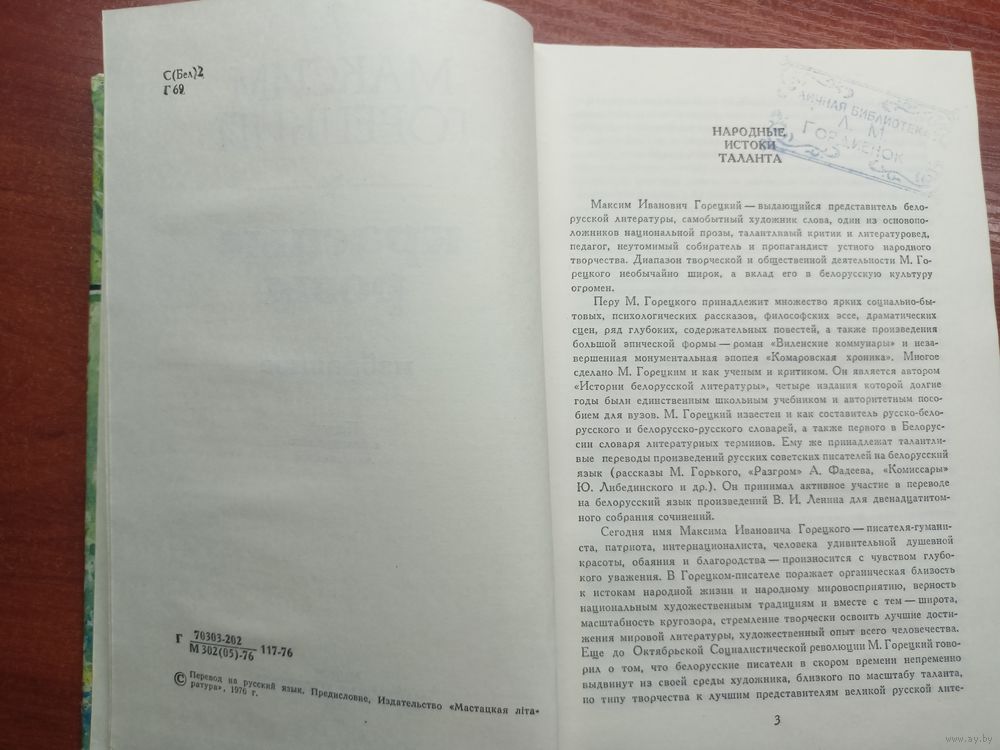 С(Бел)2
Г 69
Г 70303-202
М 302(05)-76 117-76
© Перевод на русский язык, Предисловие, Издательство «Мастацкая літа-
ратура», 1976 г.
ЛИЧНАЯ БИБЛИОТЕКА
Л. М.
НАРОДНЫЕ
ИСТОКИ
ТАЛАНТА
Максим Иванович Горецкий — выдающийся представитель бело-
русской литературы, самобытный художник слова, один из основопо-
ложников национальной прозы, талантливый критик и литературовед,
педагог, неутомимый собиратель и пропагандист устного народного
творчества. Диапазон творческой и общественной деятельности М. Го-
рецкого необычайно широк, а вклад его в белорусскую культуру
огромен.
Перу М. Горецкого принадлежит множество ярких социально-бы-
товых, психологических рассказов, философских эссе, драматических
сцен, ряд глубоких, содержательных повестей, а также произведения
большой эпической формы — роман «Виленские коммунары» и неза-
вершенная монументальная эпопея «Комаровская хроника». Многое
сделано М. Горецким и как ученым и критиком. Он является автором
«Истории белорусской литературы», четыре издания которой долгие
годы были единственным школьным учебником и авторитетным посо-
бием для вузов. М. Горецкий известен и как составитель русско-бело-
русского и белорусско-русского словарей, а также первого в Белорус-
сии словаря литературных терминов. Ему же принадлежат талантли-
вые переводы произведений русских советских писателей на белорусский
язык (рассказы М. Горького, «Разгром» А. Фадеева, «Комиссары»
Ю. Либединского и др.). Он принимал активное участие в переводе
на белорусский язык произведений В. И. Ленина для двенадцатитом-
ного собрания сочинений.
Сегодня имя Максима Ивановича Горецкого — писателя-гумани-
ста, патриота, интернационалиста, человека удивительной душевной
красоты, обаяния и благородства — произносится с чувством глубо-
кого уважения. В Горецком-писателе поражает органическая близость
к истокам народной жизни и народному мировосприятию, верность
национальным художественным традициям и вместе с тем — широта,
масштабность кругозора, стремление творчески освоить лучшие дости-
жения мировой литературы, художественный опыт всего человечества.
Еще до Октябрьской Социалистической революции М. Горецкий гово-
рил о том, что белорусские писатели в скором времени непременно
выдвинут из своей среды художника, близкого по масштабу таланта,
по типу творчества к лучшим представителям великой русской лите-
3
www.ay.by